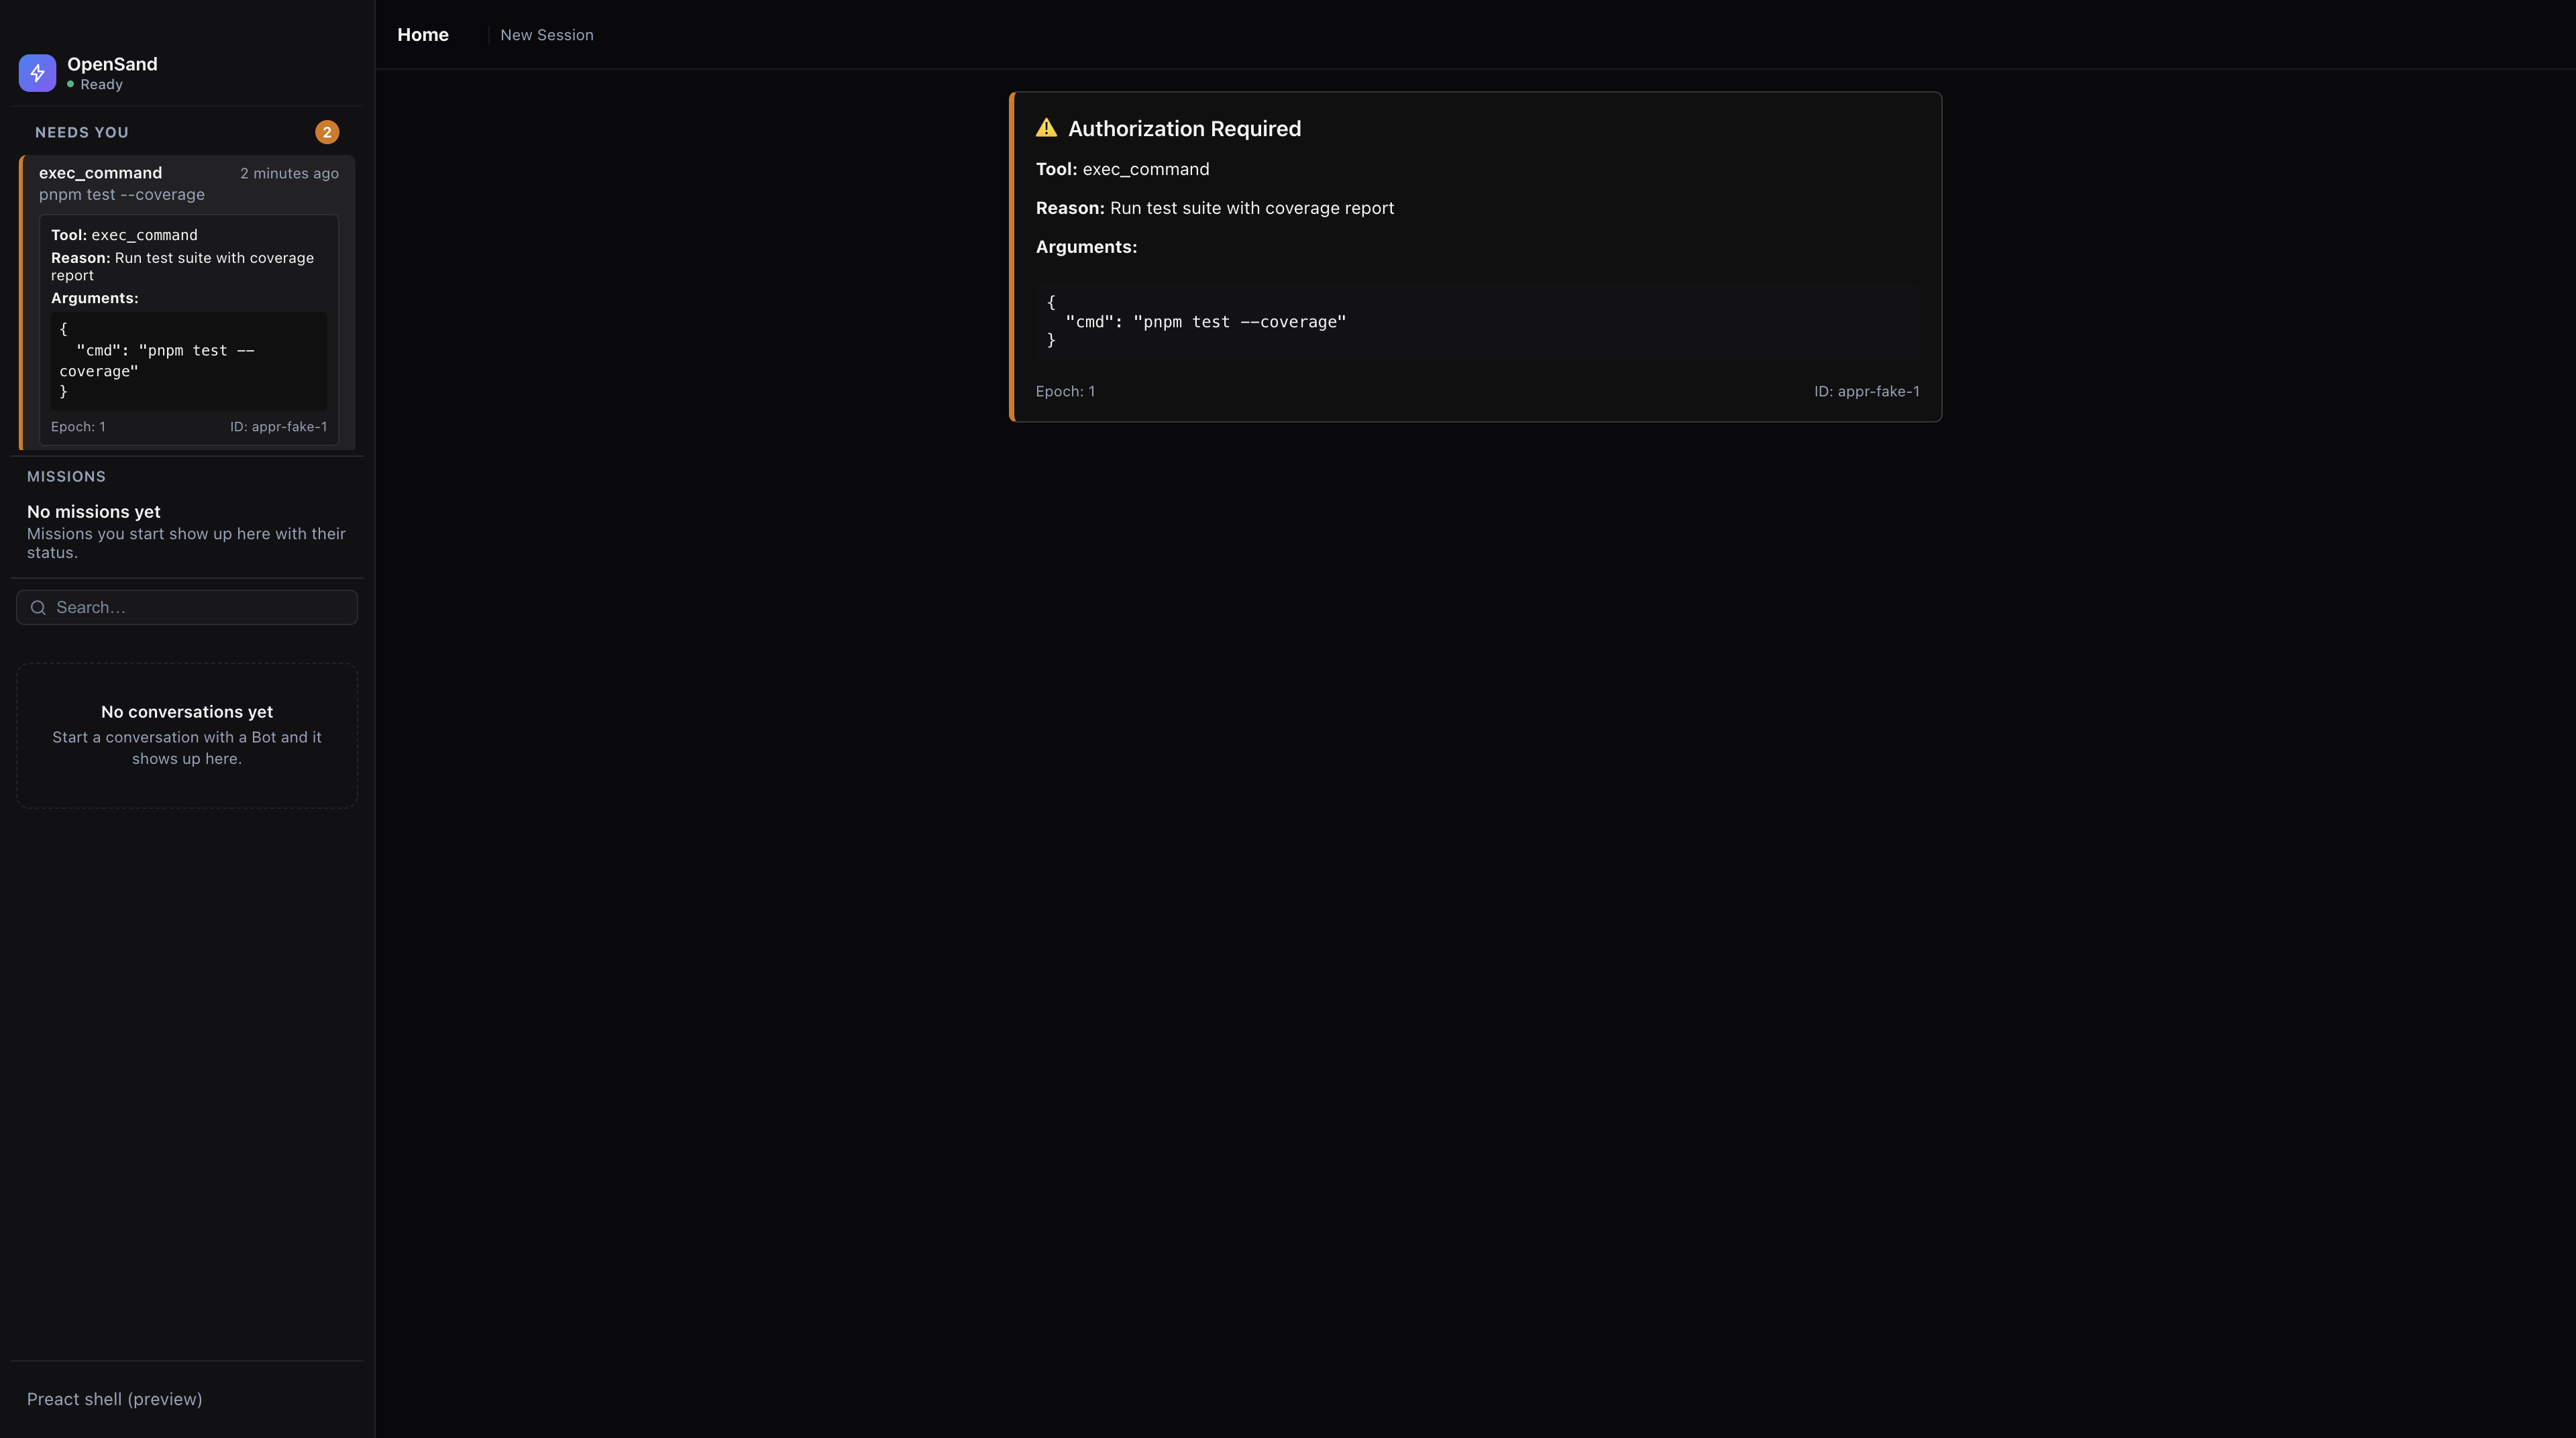 OpenSand
Ready
NEEDS YOU
2
exec_command
2 minutes ago
pnpm test --coverage
Tool: exec_command
Reason: Run test suite with coverage
report
Arguments:
{
"cmd": "pnpm test --
coverage"
}
Epoch: 1
ID: appr-fake-1
MISSIONS
No missions yet
Missions you start show up here with their
status.
Search...
No conversations yet
Start a conversation with a Bot and it
shows up here.
Preact shell (preview)
Home
New Session
Authorization Required
Tool: exec_command
Reason: Run test suite with coverage report
Arguments:
{
"cmd": "pnpm test --coverage"
}
Epoch: 1
ID: appr-fake-1